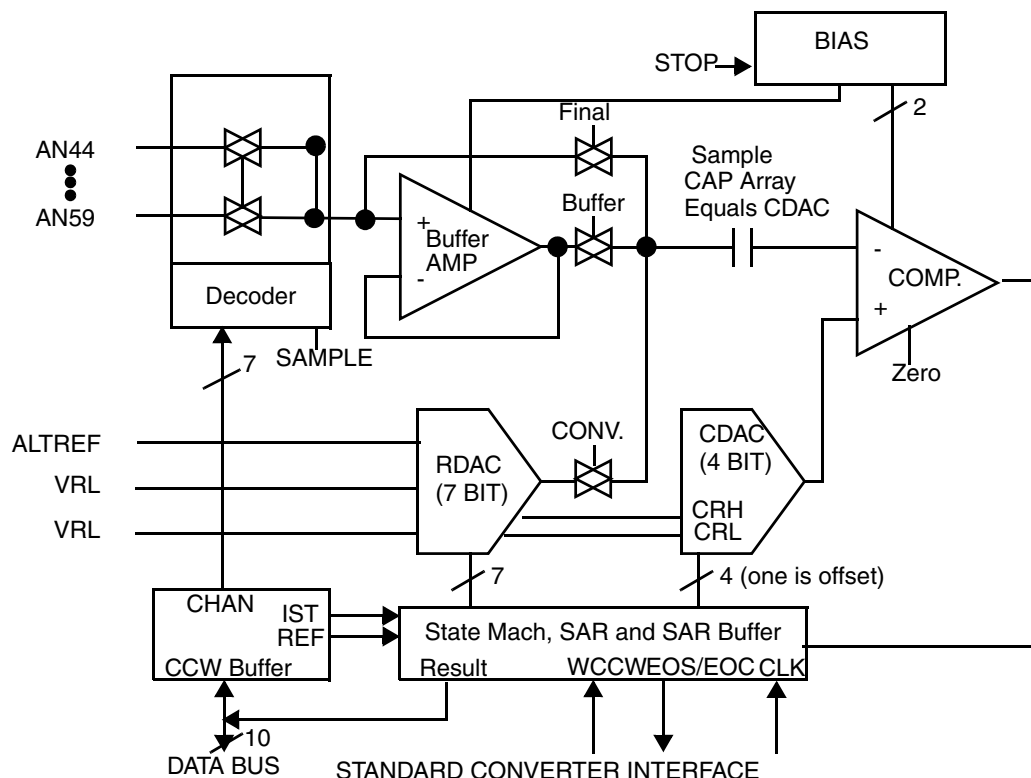 BIAS
STOP
2
Final
AN44
AN59
Sample
CAP Array
Equals CDAC
Buffer
+
Buffer
AMP
-
-
COMP.
+
Decoder
SAMPLE
7
Zero
ALTREF
VRL
VRL
RDAC
(7 BIT)
CONV.
CDAC
(4 BIT)
CRH
CRL
7
4 (one is offset)
CHAN
IST
REF
CCW Buffer
State Mach, SAR and SAR Buffer
Result
WCCW
EOS/EOC
CLK
10
DATA BUS
STANDARD CONVERTER INTERFACE